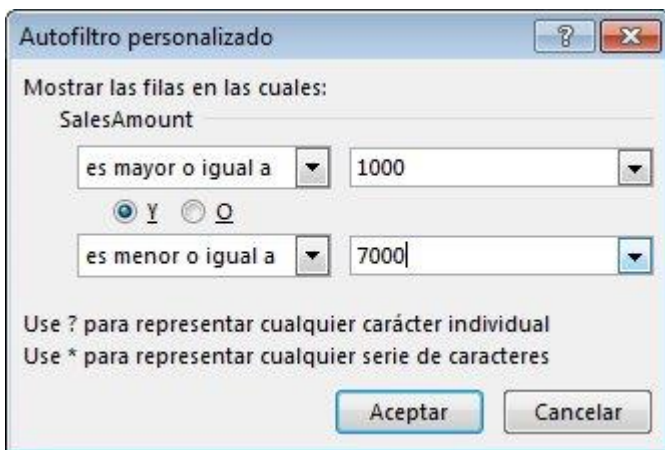 Autofiltro personalizado ?
Mostrar las filas en las cuales:
SalesAmount
es mayor o igual a 1000
Y O
es menor o igual a 7000
Use ? para representar cualquier carácter individual
Use * para representar cualquier serie de caracteres
Aceptar Cancelar